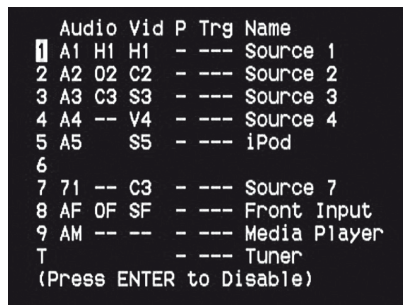 Audio Vid P Trg Name
1 A1 H1 H1 - --- Source 1
2 A2 O2 C2 - --- Source 2
3 A3 C3 S3 - --- Source 3
4 A4 -- V4 - --- Source 4
5 A5 S5 - --- iPod
6
7 71 -- C3 - --- Source 7
8 AF OF SF - --- Front Input
9 AM -- -- - --- Media Player
T - --- Tuner
(Press ENTER to Disable)